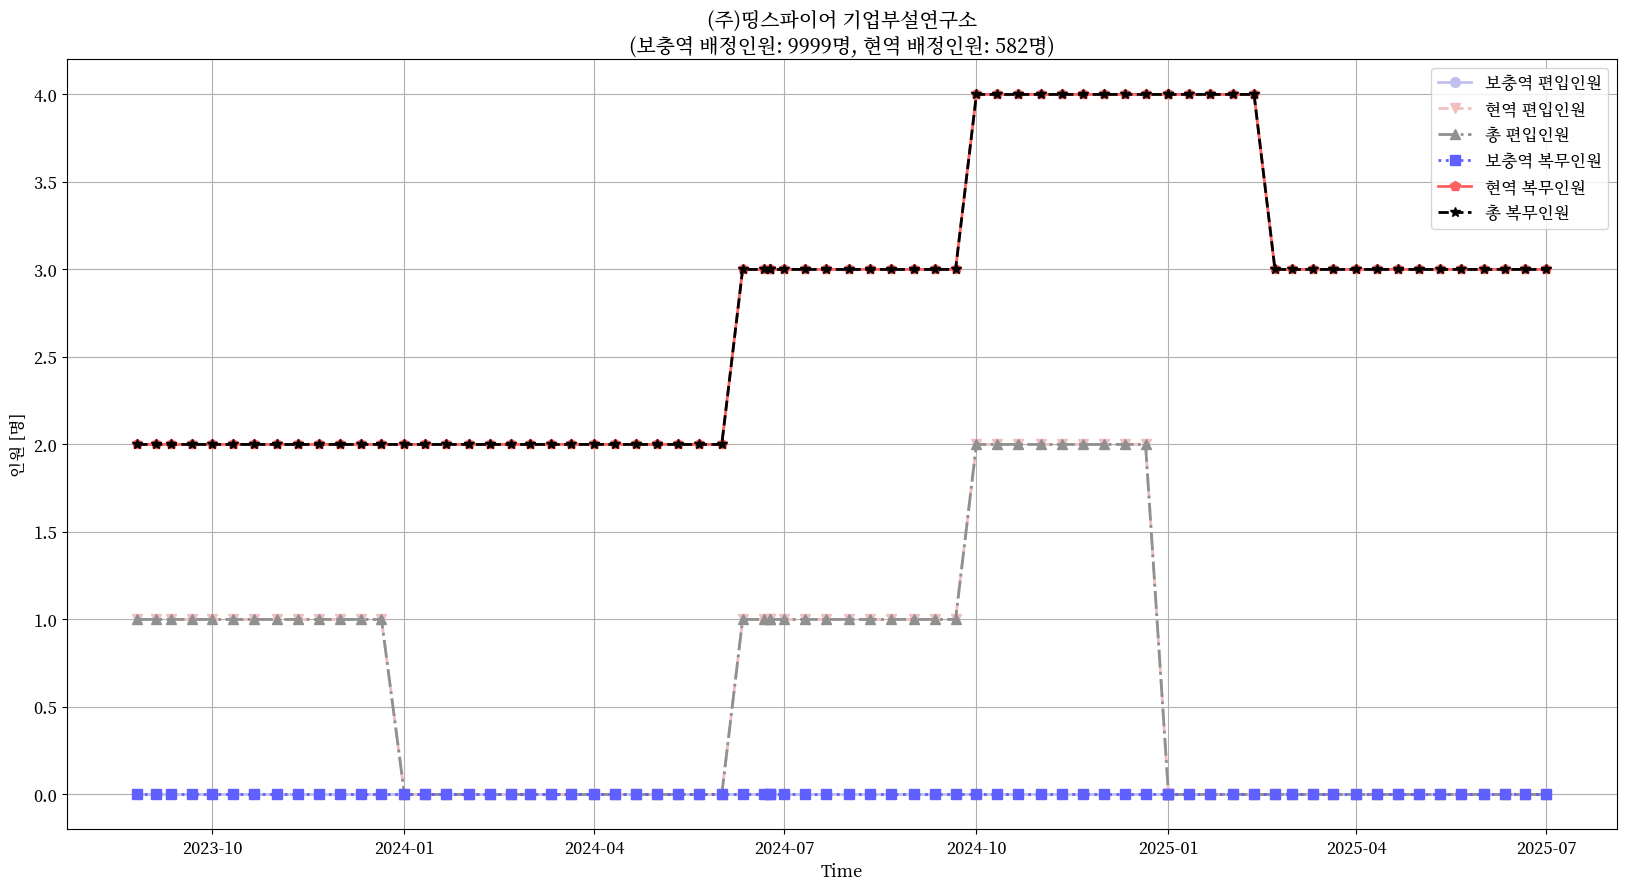 (주)띵스파이어 기업부설연구소
(보충역 배정인원: 9999명, 현역 배정인원: 582명)
보충역 편입인원
현역 편입인원
총 편입인원
보충역 복무인원
현역 복무인원
총 복무인원
인원 [명]
4.0
3.5
3.0
2.5
2.0
1.5
1.0
0.5
0.0
2023-10 2024-01 2024-04 2024-07 2024-10 2025-01 2025-04 2025-07
Time